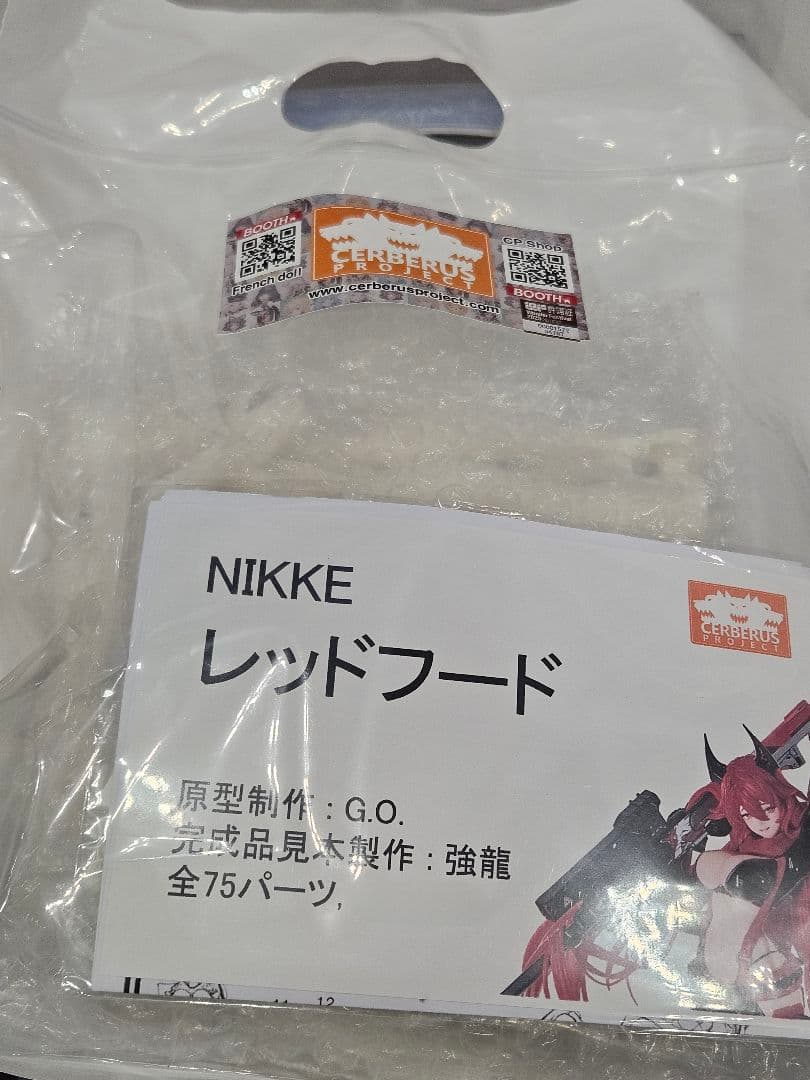 BOOTH
French doll
CERBERUS
PROJECT
www.cerberusproject.com
CP Shop
BOOTH
NIKKE
レッドフード
CERBERUS
PROJECT
原型制作 : G.O.
完成品見本製作 : 強龍
全75パーツ,
12